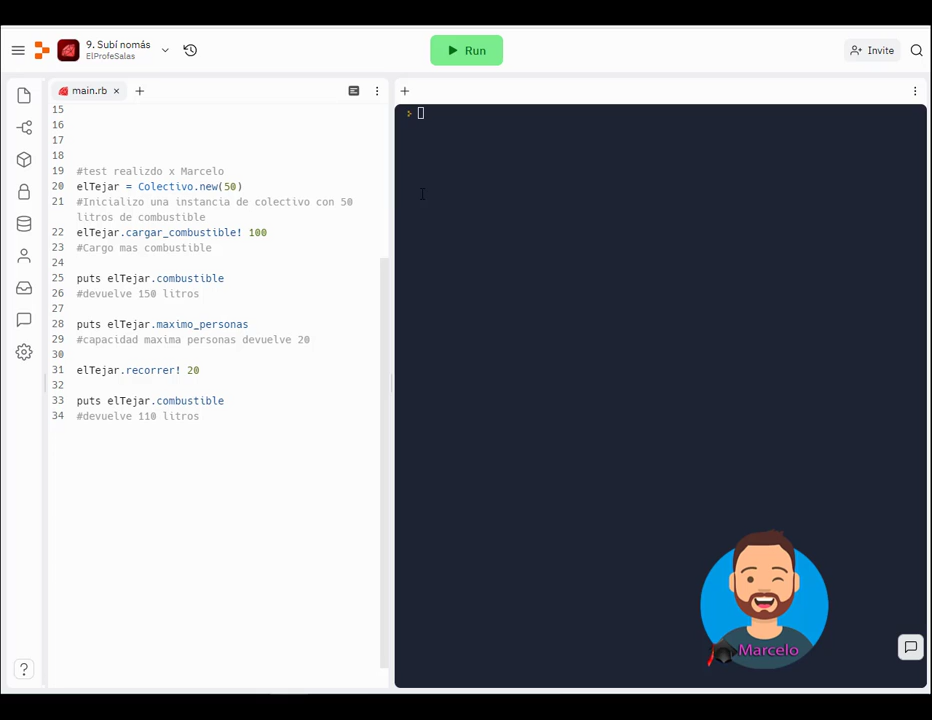 9. Subí nomás
ElProfeSalas
Run
Invite
main.rb
15
16
17
18
19 #test realizdo x Marcelo
20 elTejar = Colectivo.new(50)
21 #Inicializo una instancia de colectivo con 50
litros de combustible
22 elTejar.cargar_combustible! 100
23 #Cargo mas combustible
24
25 puts elTejar.combustible
26 #devuelve 150 litros
27
28 puts elTejar.maximo_personas
29 #capacidad maxima personas devuelve 20
30
31 elTejar.recorrer! 20
32
33 puts elTejar.combustible
34 #devuelve 110 litros
Marcelo